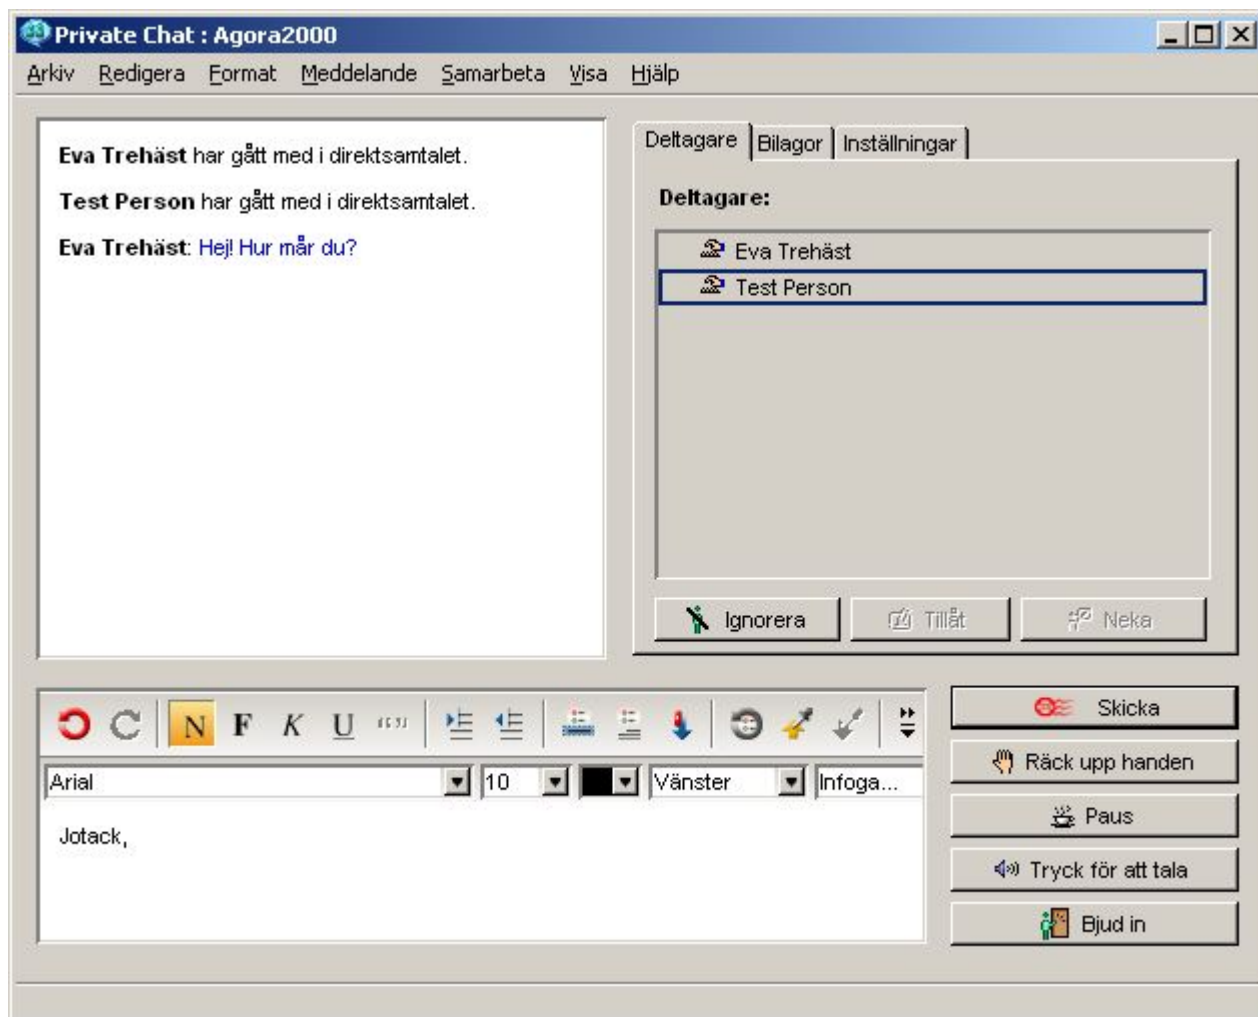 Private Chat : Agora2000
Arkiv Redigera Format Meddelande Samarbeta Visa Hjälp
Eva Trehäst har gått med i direktsamtalet.
Test Person har gått med i direktsamtalet.
Eva Trehäst: Hej! Hur mår du?
Deltagare Bilagor Inställningar
Deltagare:
Eva Trehäst
Test Person
Ignorera Tillåt Neka
N F K U “”
Arial 10 Vänster Infoga...
Jotack,
Skicka
Räck upp handen
Paus
Tryck för att tala
Bjud in